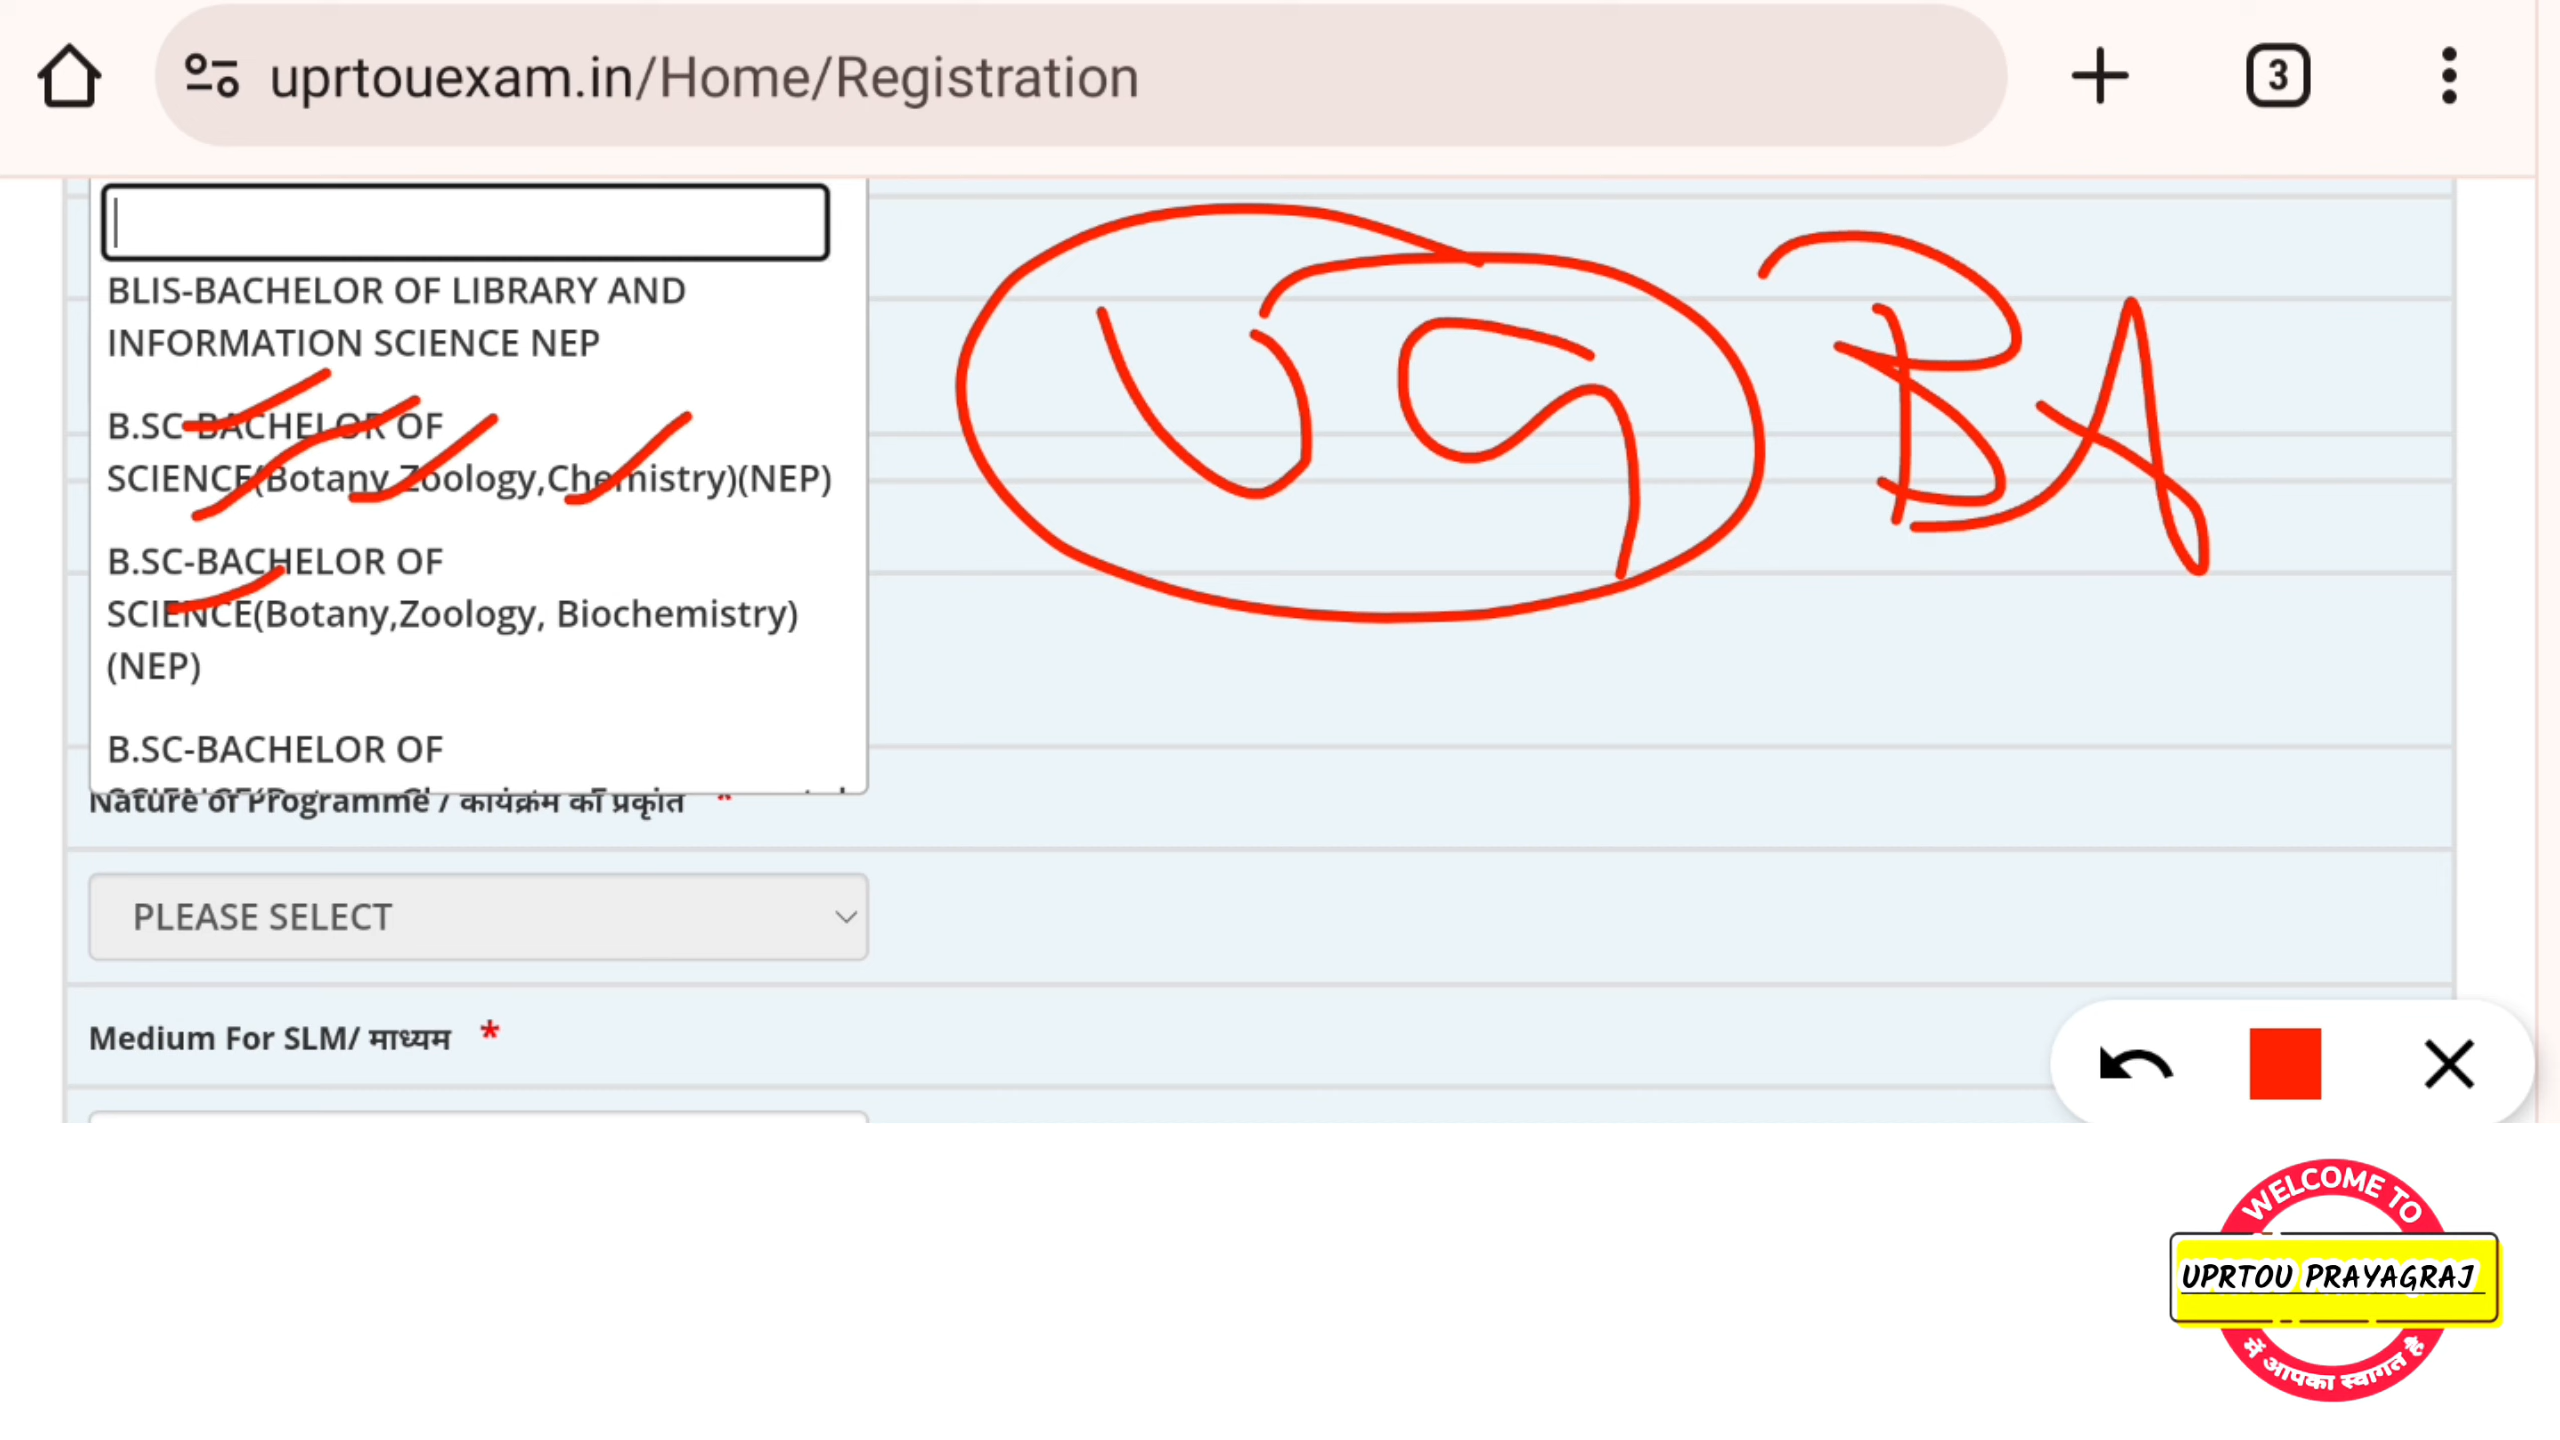 uprtouexam.in/Home/Registration
3
BLIS-BACHELOR OF LIBRARY AND
INFORMATION SCIENCE NEP
B.SC-BACHELOR OF
SCIENCE(Botany,Zoology,Chemistry)(NEP)
B.SC-BACHELOR OF
SCIENCE(Botany,Zoology, Biochemistry)
(NEP)
B.SC-BACHELOR OF
UG BA
Nature of Programme / कार्यक्रम की प्रकृति *
PLEASE SELECT
Medium For SLM/ माध्यम *
WELCOME TO
UPRTOU PRAYAGRAJ
में आपका स्वागत है